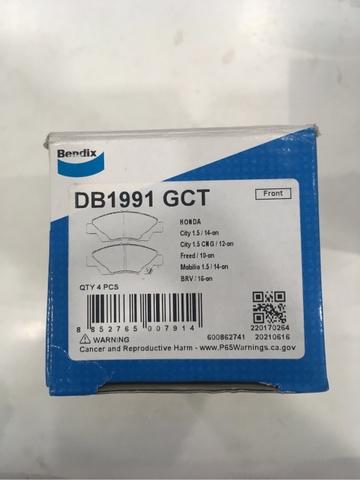 Bendix
DB1991 GCT
Front
HONDA
City 1.5 / 14-on
City 1.5 CNG / 12-on
Freed / 10-on
Mobilio 1.5 / 14-on
BRV / 16-on
QTY 4 PCS
8 852765 007914
220170264
WARNING
600862741 20210616
Cancer and Reproductive Harm - www.P65Warnings.ca.gov